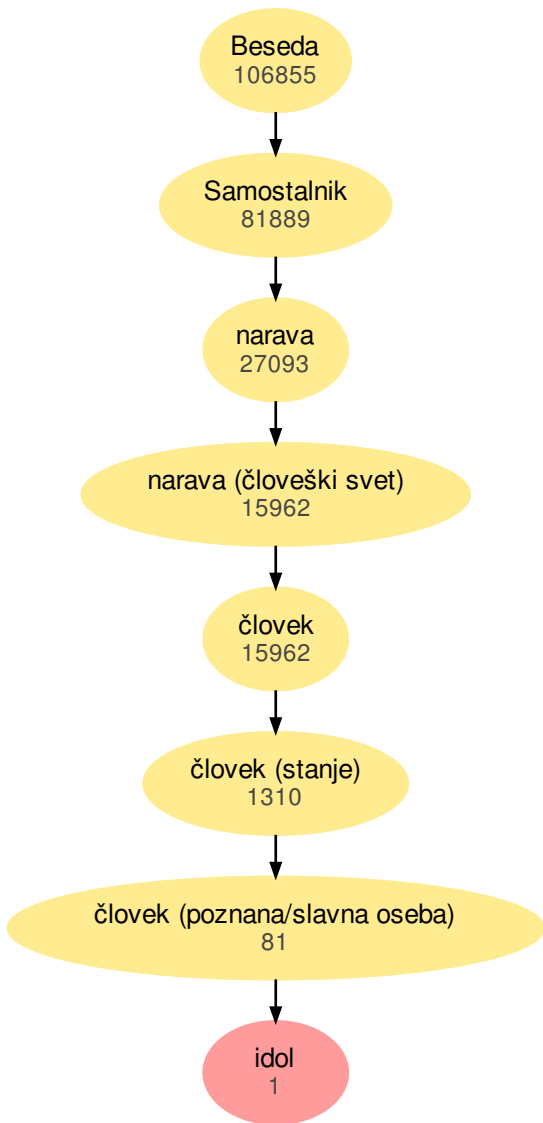 Beseda
106855
Samostalnik
81889
narava
27093
narava (človeški svet)
15962
človek
15962
človek (stanje)
1310
človek (poznana/slavna oseba)
81
idol
1